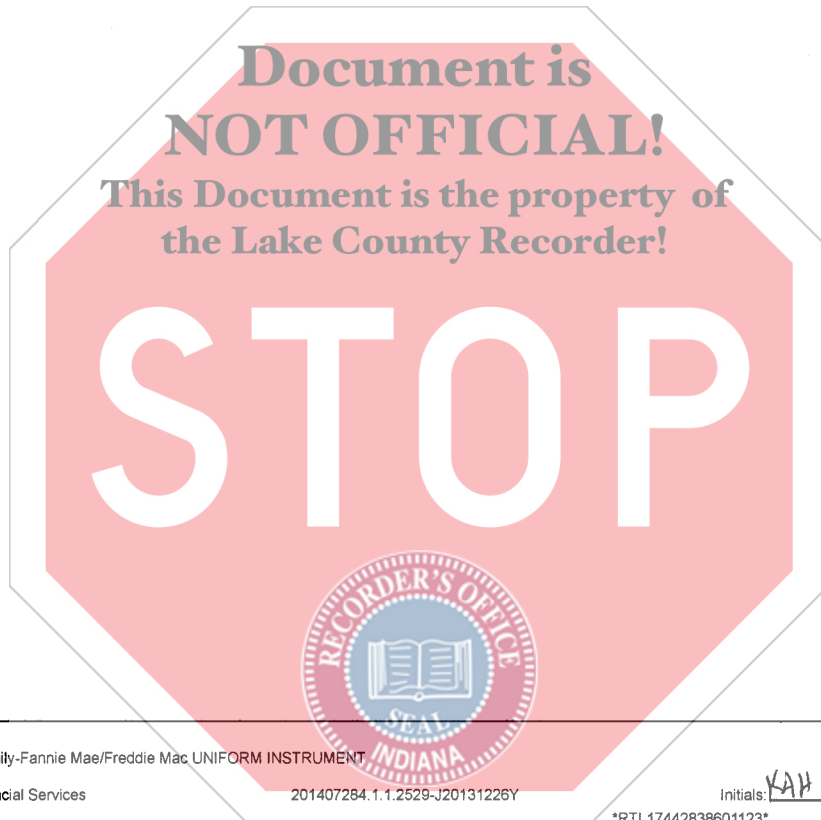 Document is
NOT OFFICIAL!
This Document is the property of
the Lake County Recorder!
STOP
RECORDER'S OFFICE
SEAL
INDIANA
ily-Fannie Mae/Freddie Mac UNIFORM INSTRUMENT
cial Services 201407284.1.1.2529-J20131226Y Initials: KAH
*RTL17442838601123*